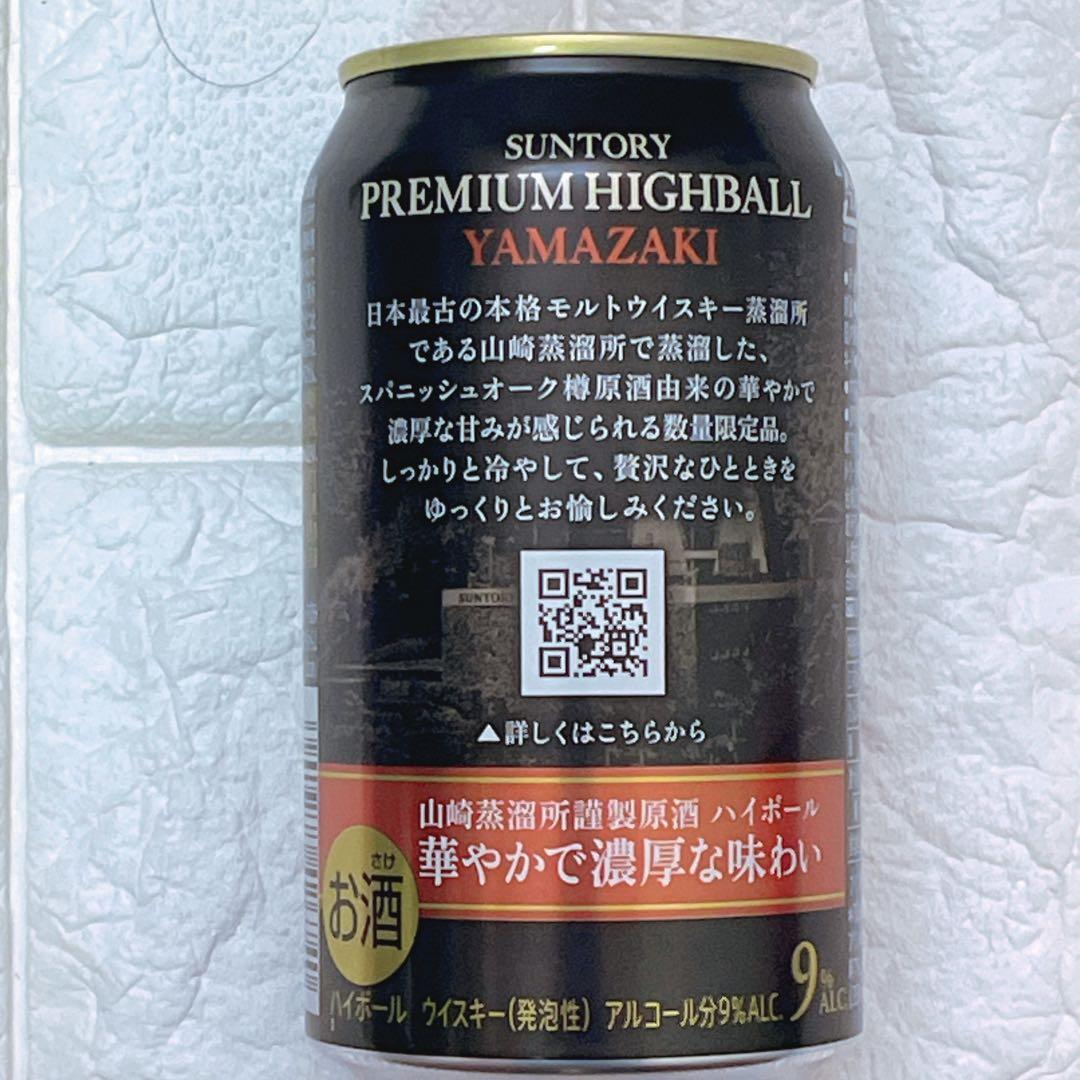 SUNTORY
PREMIUM HIGHBALL
YAMAZAKI
日本最古の本格モルトウイスキー蒸溜所
である山崎蒸溜所で蒸溜した、
スパニッシュオーク樽原酒由来の華やかで
濃厚な甘みが感じられる数量限定品。
しっかりと冷やして、贅沢なひとときを
ゆっくりとお愉しみください。
SUNTORY
▲詳しくはこちらから
山崎蒸溜所謹製原酒 ハイボール
華やかで濃厚な味わい
さけ
お酒
9%ALC.
ハイボール ウイスキー(発泡性) アルコール分9%ALC.